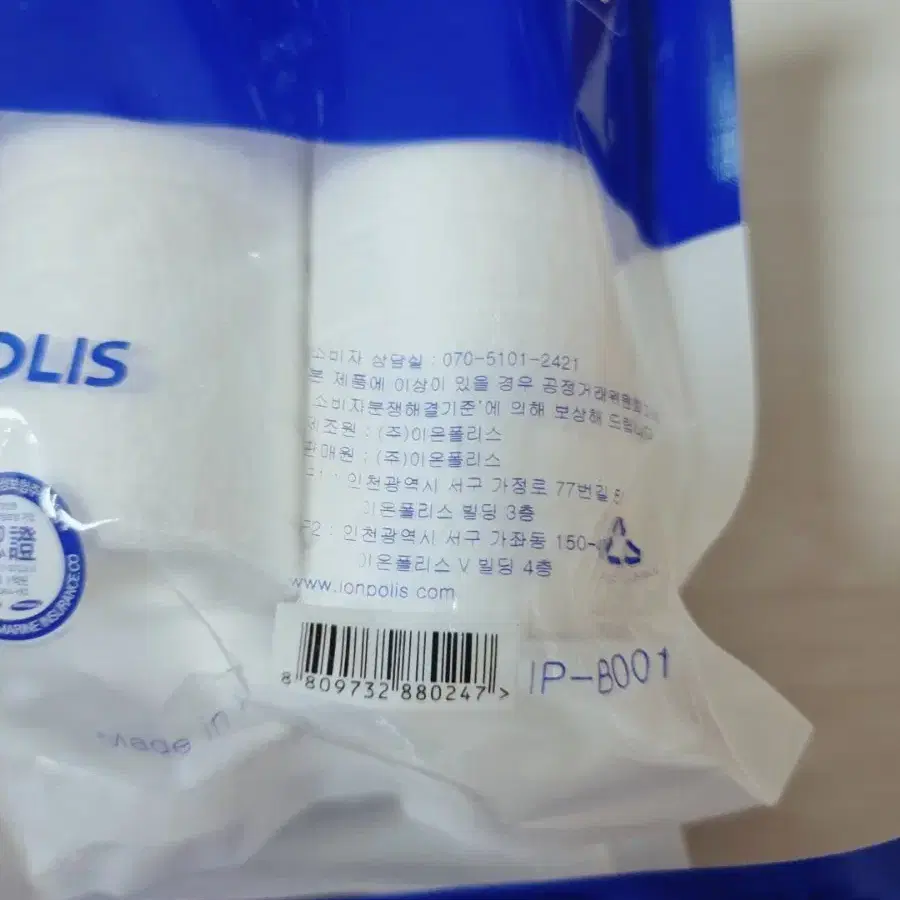 OLIS
소비자 상담실 : 070-5101-2421
본 제품에 이상이 있을 경우 공정거래위원회
소비자분쟁해결기준'에 의해 보상해 드립니다
제조원 : (주)이온폴리스
판매원 : (주)이온폴리스
인천광역시 서구 가정로 77번길
이온폴리스 빌딩 3층
F2 : 인천광역시 서구 가좌동 150-
이온폴리스 V 빌딩 4층
www.ionpolis.com
8 809732 880247 >
IP-B001
MARINE INSURANCE CO